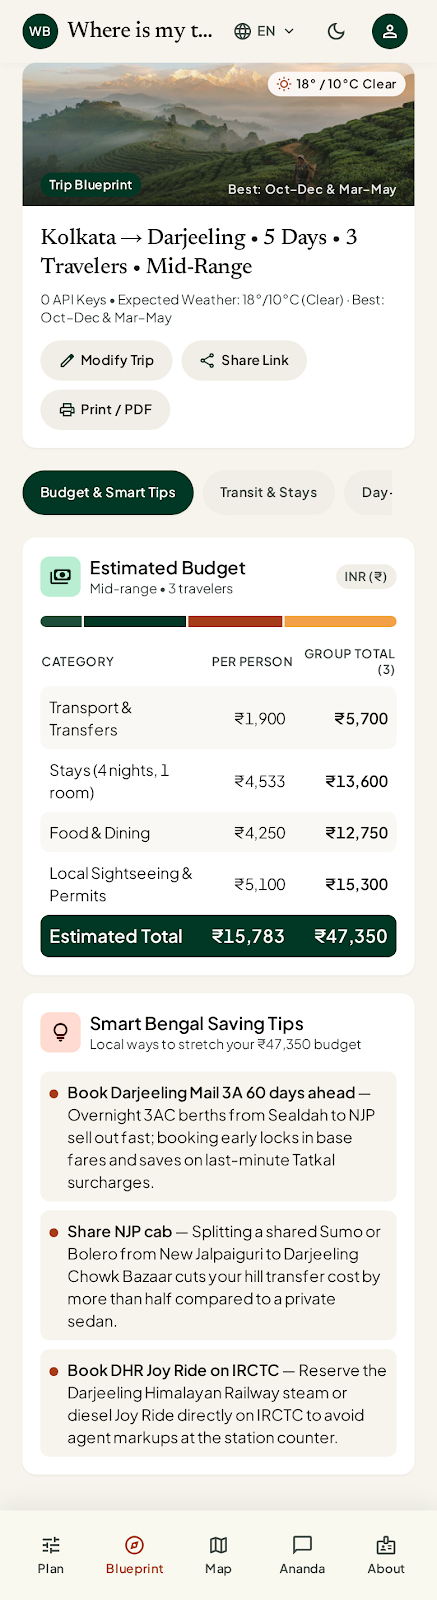 WB Where is my t... EN
18° / 10°C Clear
Trip Blueprint
Best: Oct–Dec & Mar–May
Kolkata → Darjeeling • 5 Days • 3
Travelers • Mid-Range
0 API Keys • Expected Weather: 18°/10°C (Clear) · Best:
Oct–Dec & Mar–May
Modify Trip
Share Link
Print / PDF
Budget & Smart Tips
Transit & Stays
Day-
Estimated Budget
Mid-range • 3 travelers
INR (₹)
CATEGORY PER PERSON GROUP TOTAL
(3)
Transport &
Transfers
₹1,900 ₹5,700
Stays (4 nights, 1
room)
₹4,533 ₹13,600
Food & Dining ₹4,250 ₹12,750
Local Sightseeing &
Permits
₹5,100 ₹15,300
Estimated Total ₹15,783 ₹47,350
Smart Bengal Saving Tips
Local ways to stretch your ₹47,350 budget
Book Darjeeling Mail 3A 60 days ahead —
Overnight 3AC berths from Sealdah to NJP
sell out fast; booking early locks in base
fares and saves on last-minute Tatkal
surcharges.
Share NJP cab — Splitting a shared Sumo or
Bolero from New Jalpaiguri to Darjeeling
Chowk Bazaar cuts your hill transfer cost by
more than half compared to a private
sedan.
Book DHR Joy Ride on IRCTC — Reserve the
Darjeeling Himalayan Railway steam or
diesel Joy Ride directly on IRCTC to avoid
agent markups at the station counter.
Plan
Blueprint
Map
Ananda
About